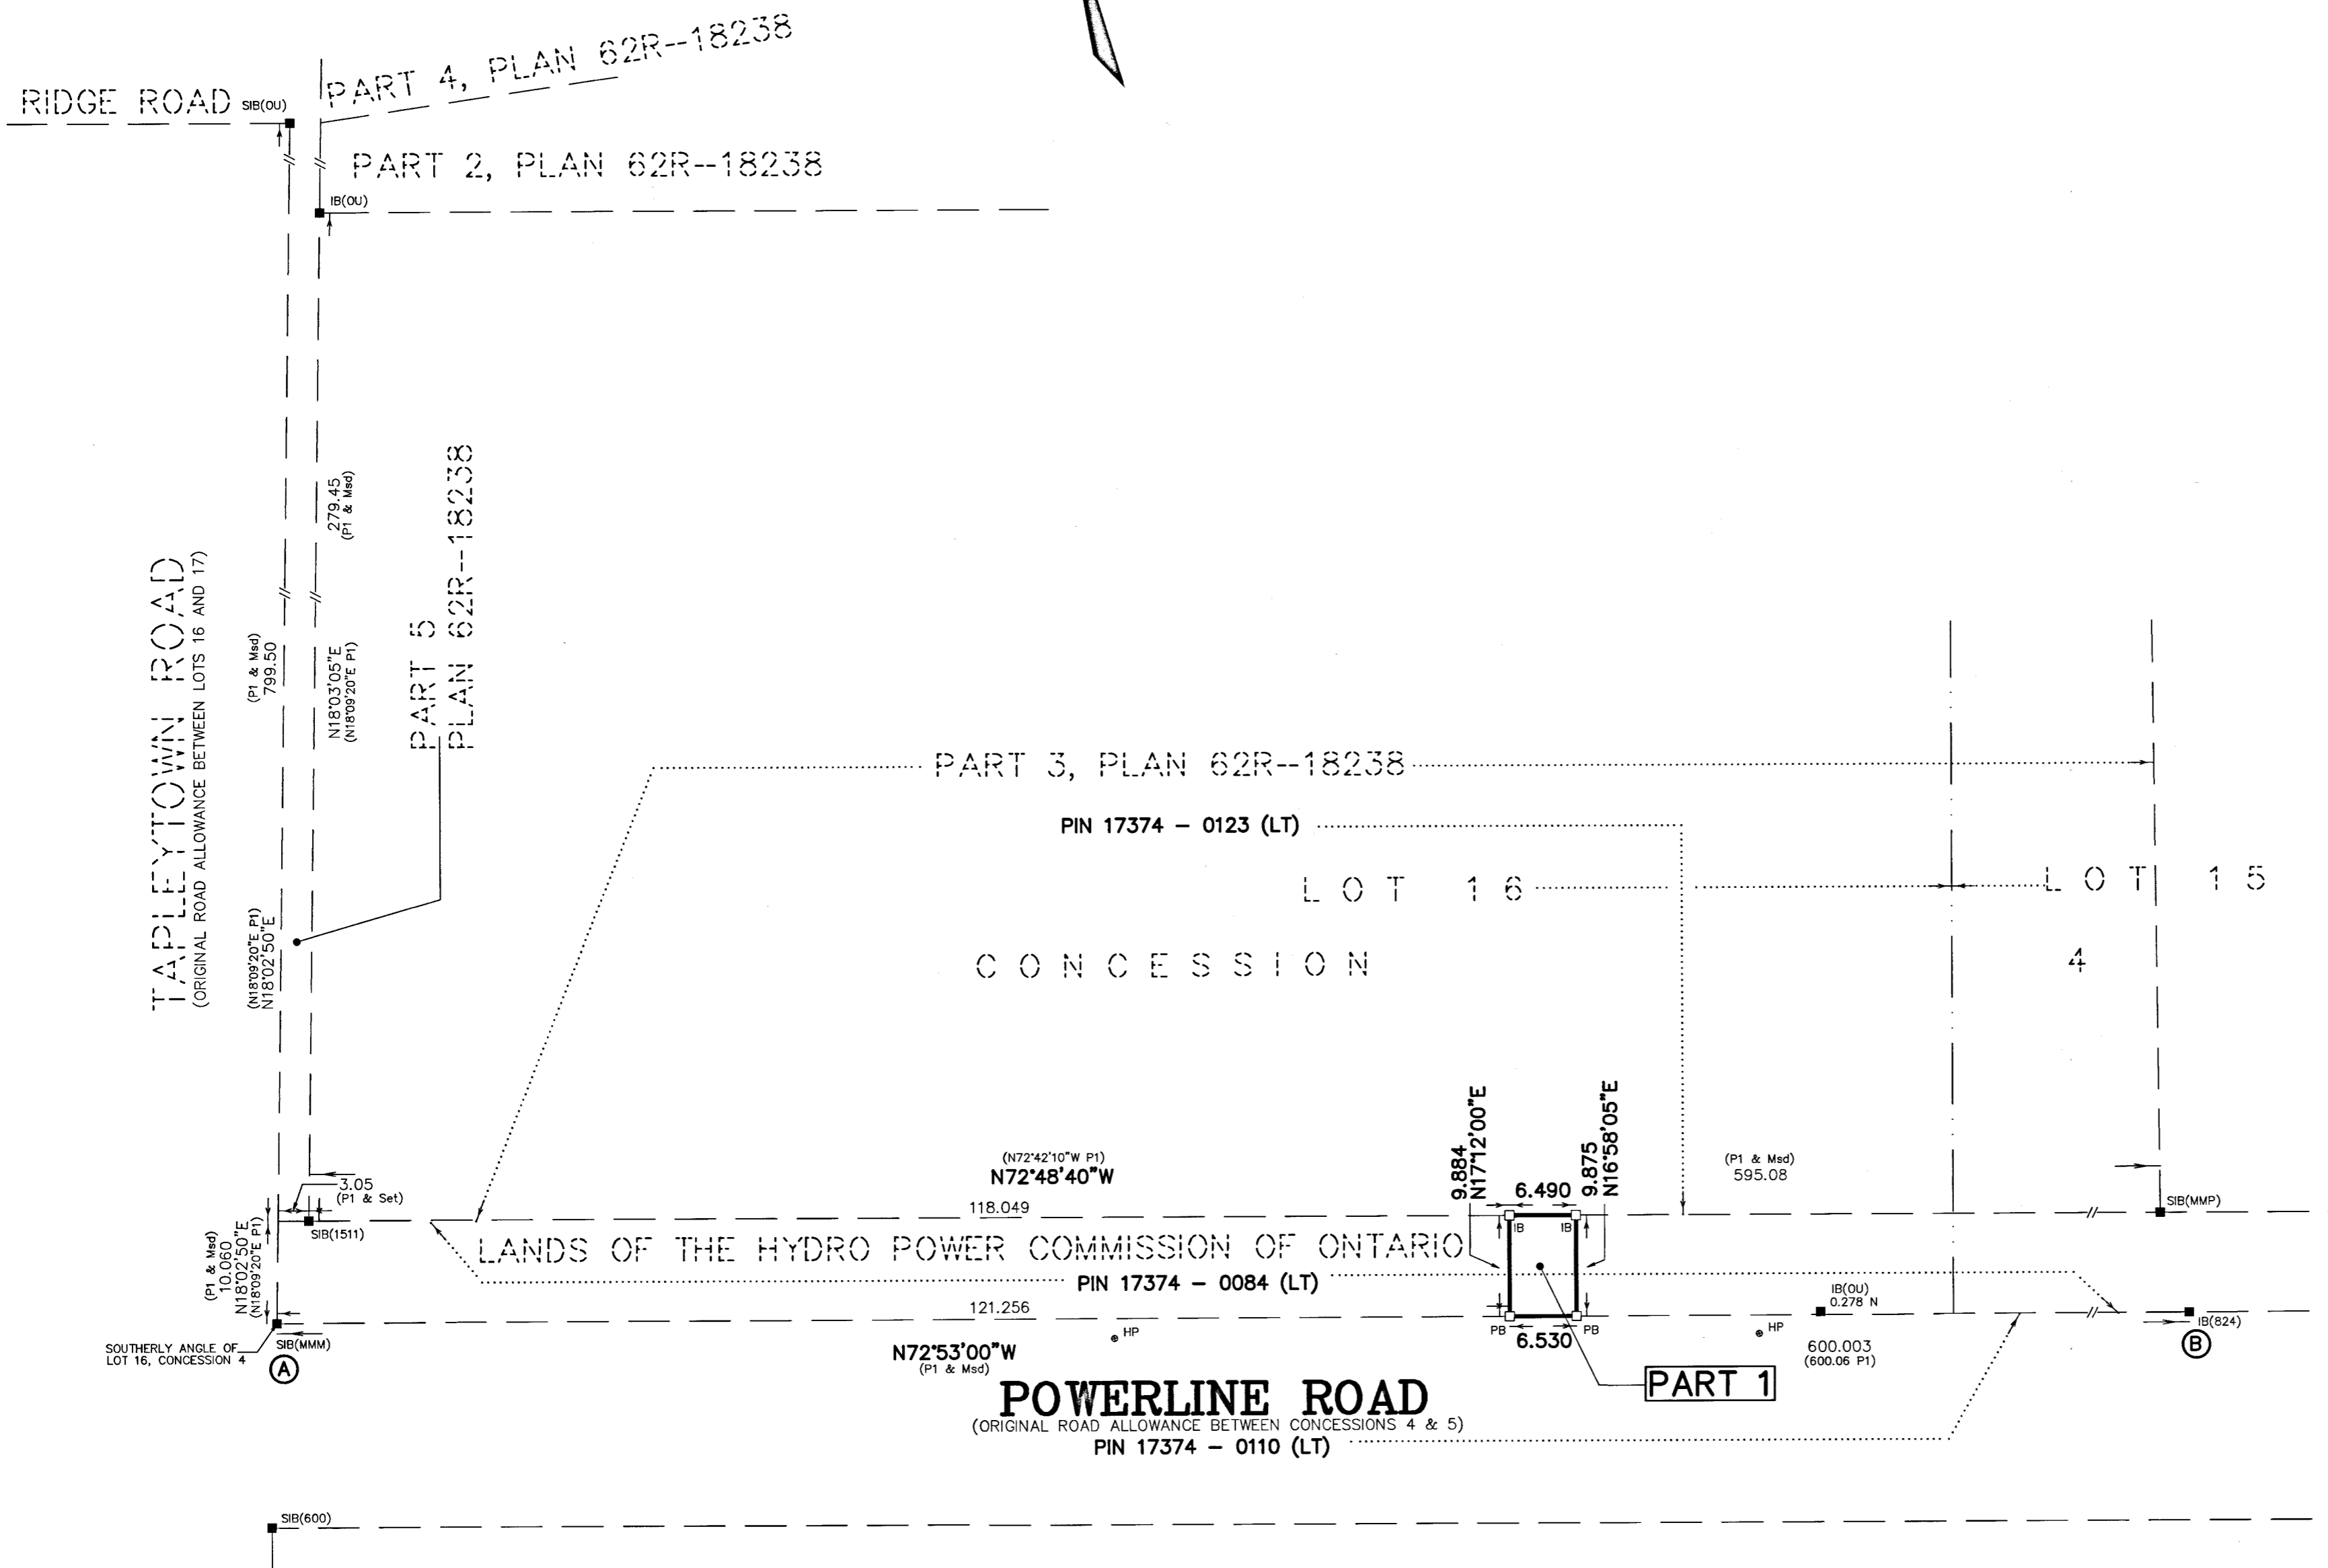 PART 4, PLAN 62R--18238
RIDGE ROAD
SIB(OU)
PART 2, PLAN 62R--18238
IB(OU)
279.45
(P1 & Msd)
N18°03'05"E
(N18°09'20"E P1)
PART 5
PLAN 62R--18238
TAPLEYTOWN ROAD
(ORIGINAL ROAD ALLOWANCE BETWEEN LOTS 16 AND 17)
(P1 & Msd)
799.50
(N18°09'20"E P1)
N18°02'50"E
PART 3, PLAN 62R--18238
PIN 17374 - 0123 (LT)
LOT 16
LOT 15
CONCESSION
4
9.884
N17°12'00"E
9.875
N16°58'05"E
(N72°42'10"W P1)
N72°48'40"W
118.049
6.490
(P1 & Msd)
595.08
3.05
(P1 & Set)
SIB(1511)
SIB(MMP)
IB
IB
(P1 & Msd)
10.060
N18°02'50"E
(N18°09'20"E P1)
LANDS OF THE HYDRO POWER COMMISSION OF ONTARIO
PIN 17374 - 0084 (LT)
IB(OU)
0.278 N
121.256
SOUTHERLY ANGLE OF
LOT 16, CONCESSION 4
SIB(MMM)
A
HP
PB
6.530
PB
HP
IB(824)
B
N72°53'00"W
(P1 & Msd)
600.003
(600.06 P1)
PART 1
POWERLINE ROAD
(ORIGINAL ROAD ALLOWANCE BETWEEN CONCESSIONS 4 & 5)
PIN 17374 - 0110 (LT)
SIB(600)